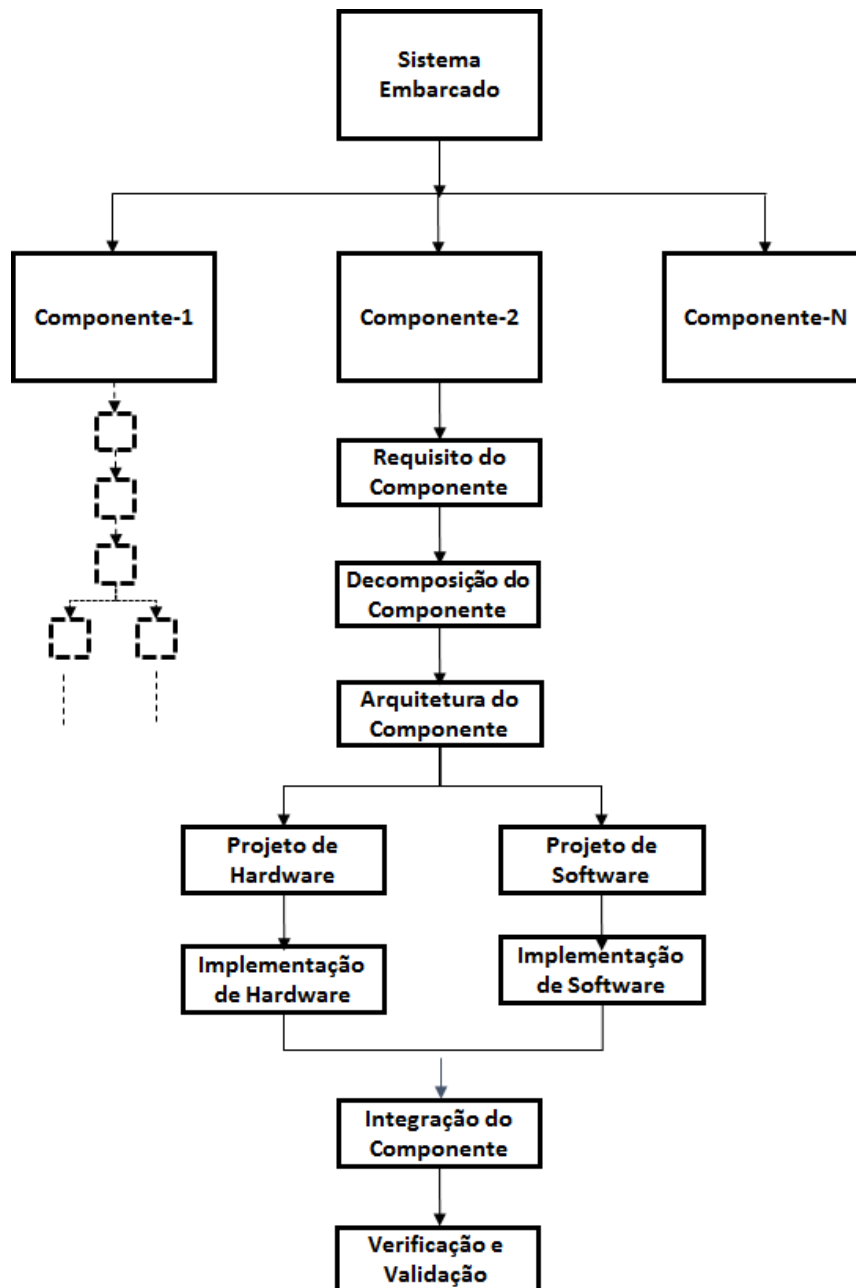 Sistema
Embarcado
Componente-1
Componente-2
Componente-N
Requisito do
Componente
Decomposição do
Componente
Arquitetura do
Componente
Projeto de
Hardware
Projeto de
Software
Implementação
de Hardware
Implementação
de Software
Integração do
Componente
Verificação e
Validação